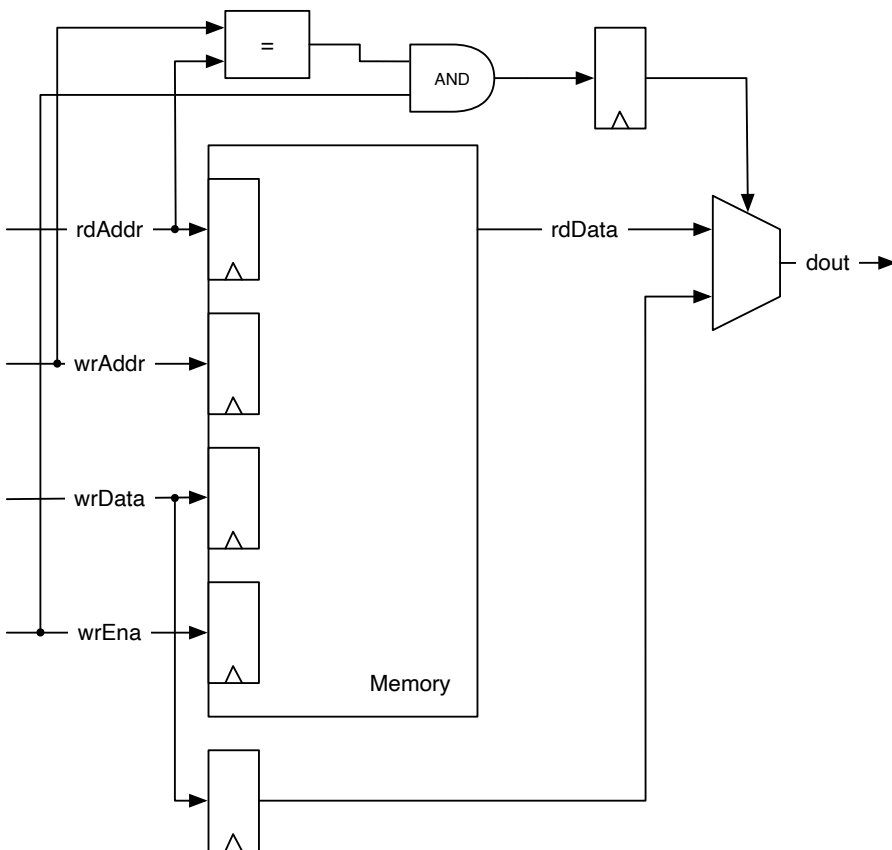 =
AND
rdAddr
rdData
dout
wrAddr
wrData
wrEna
Memory